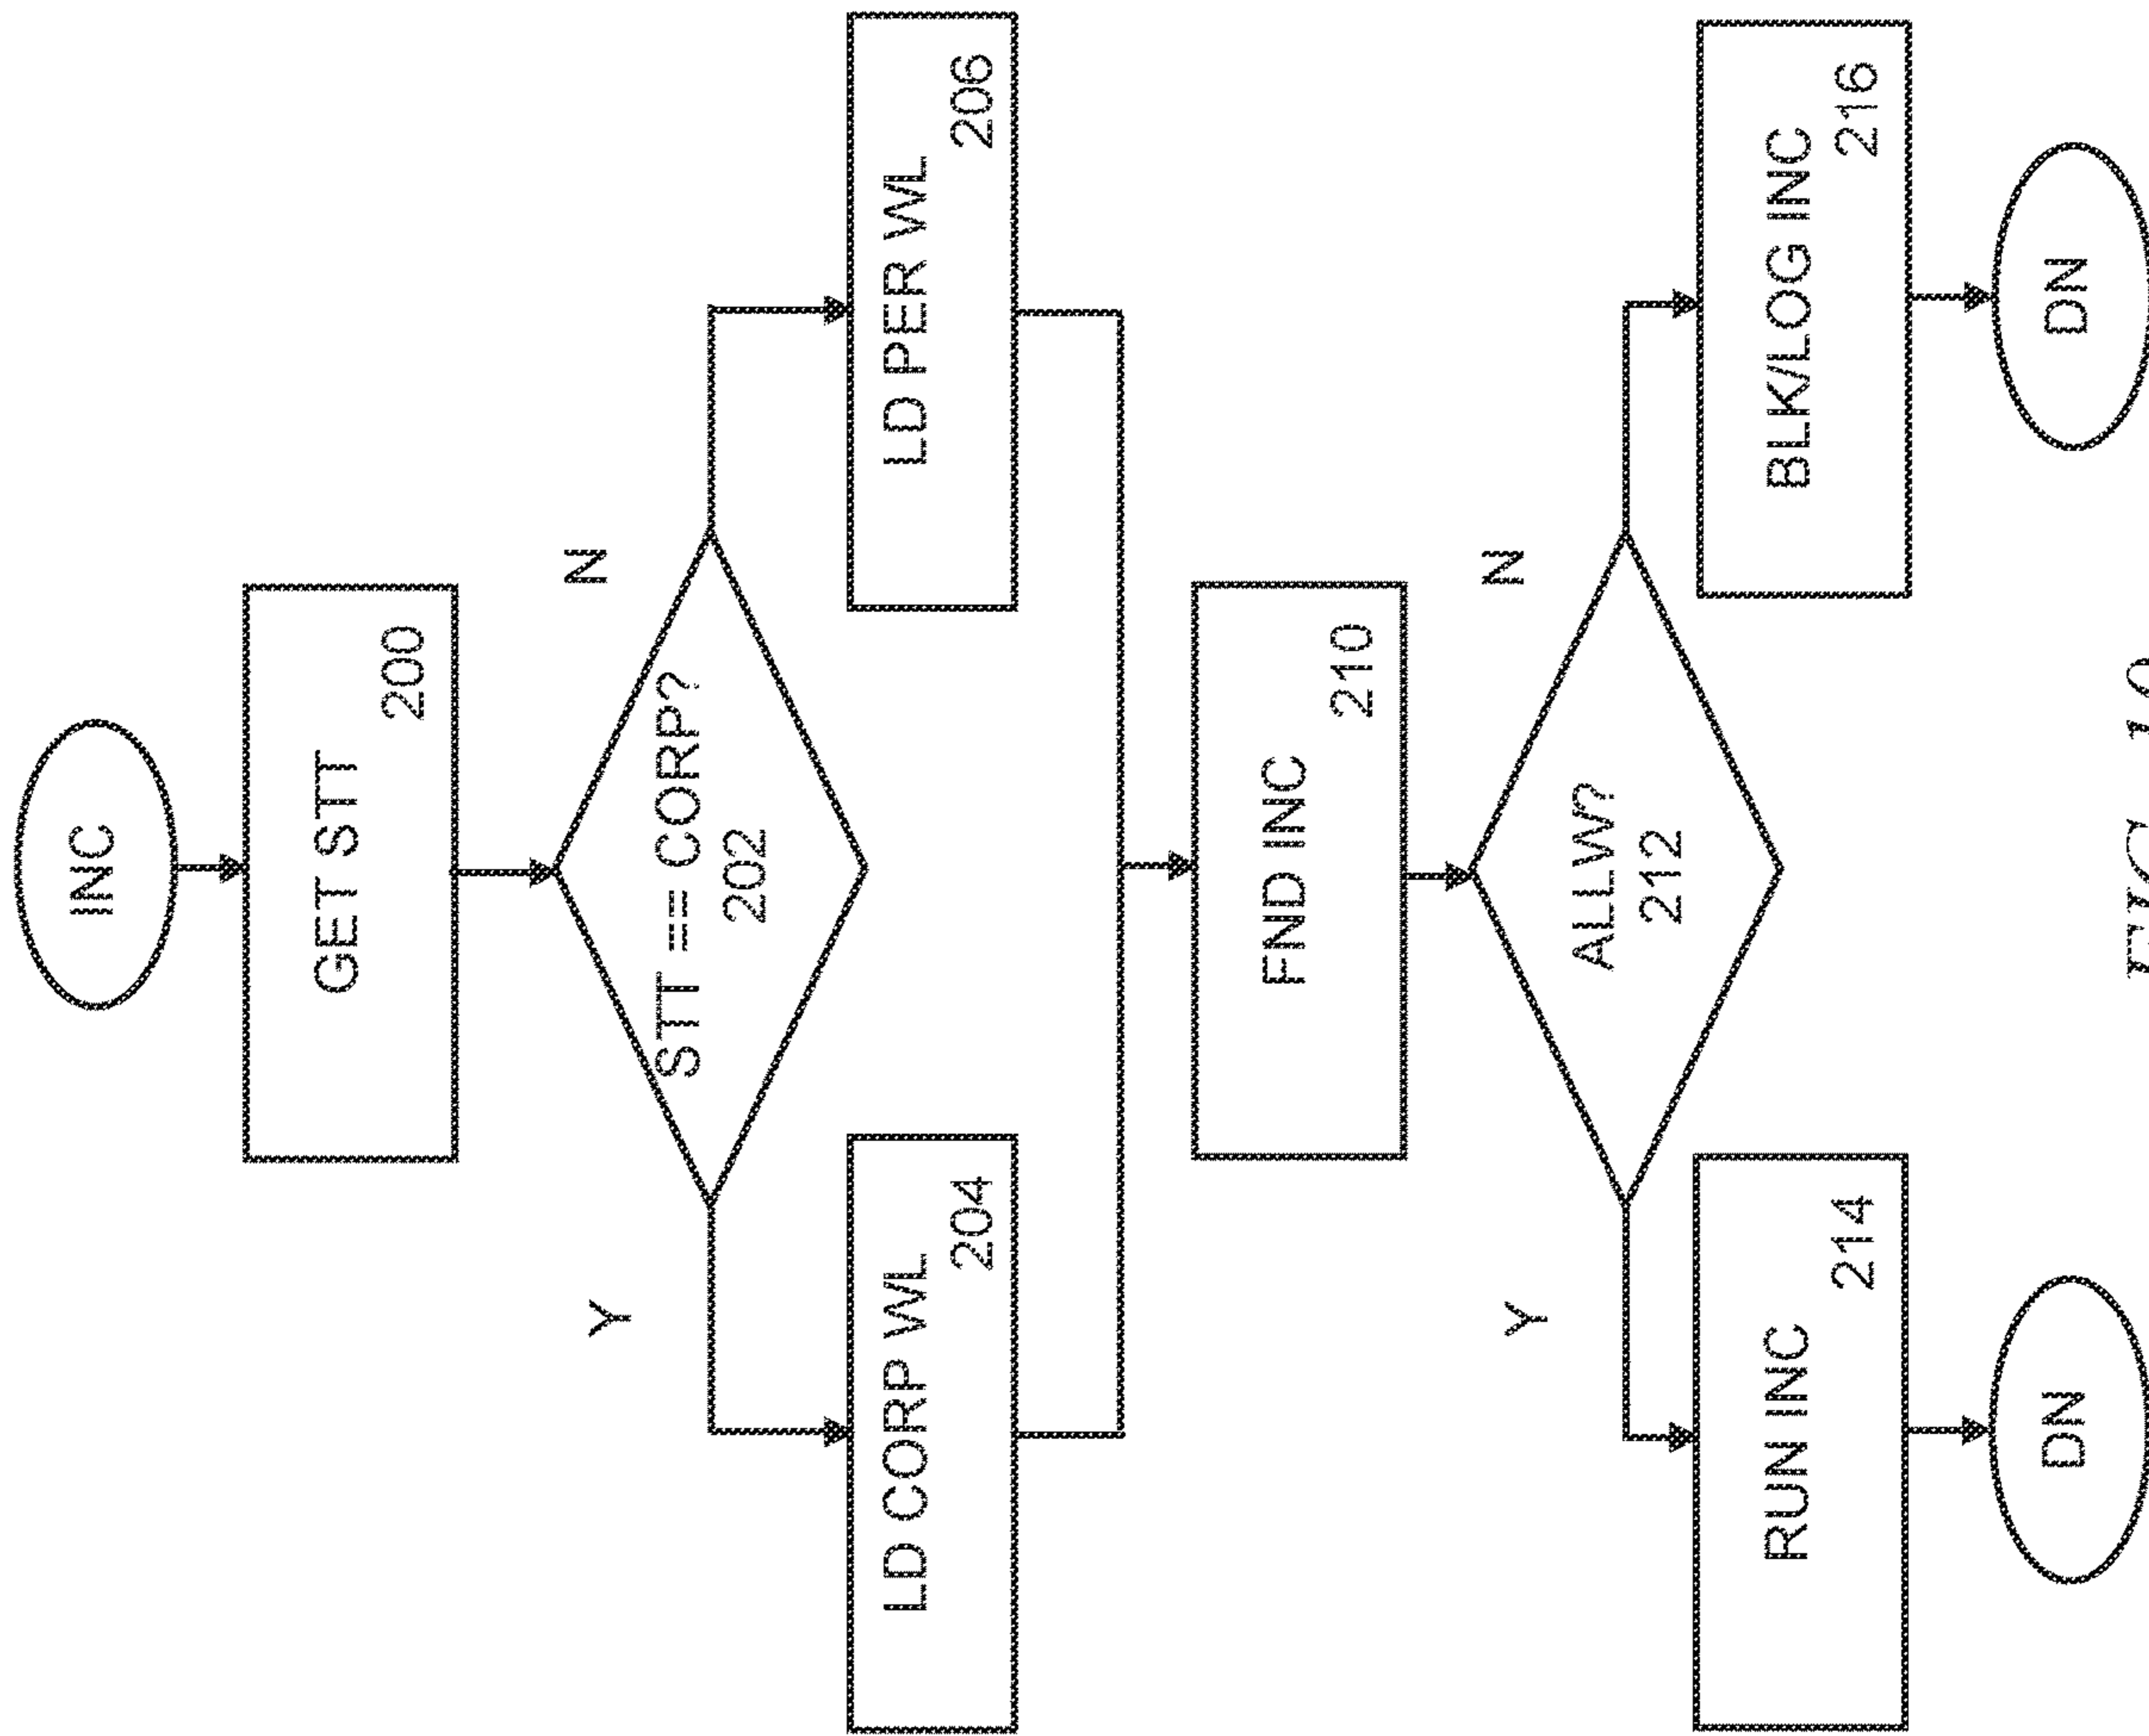 INC
GET STT
200
Y
N
STT == CORP?
202
LD CORP WL
204
LD PER WL
206
FND INC
210
Y
N
ALLW?
212
RUN INC
214
BLK/LOG INC
216
DN
DN
FIG.